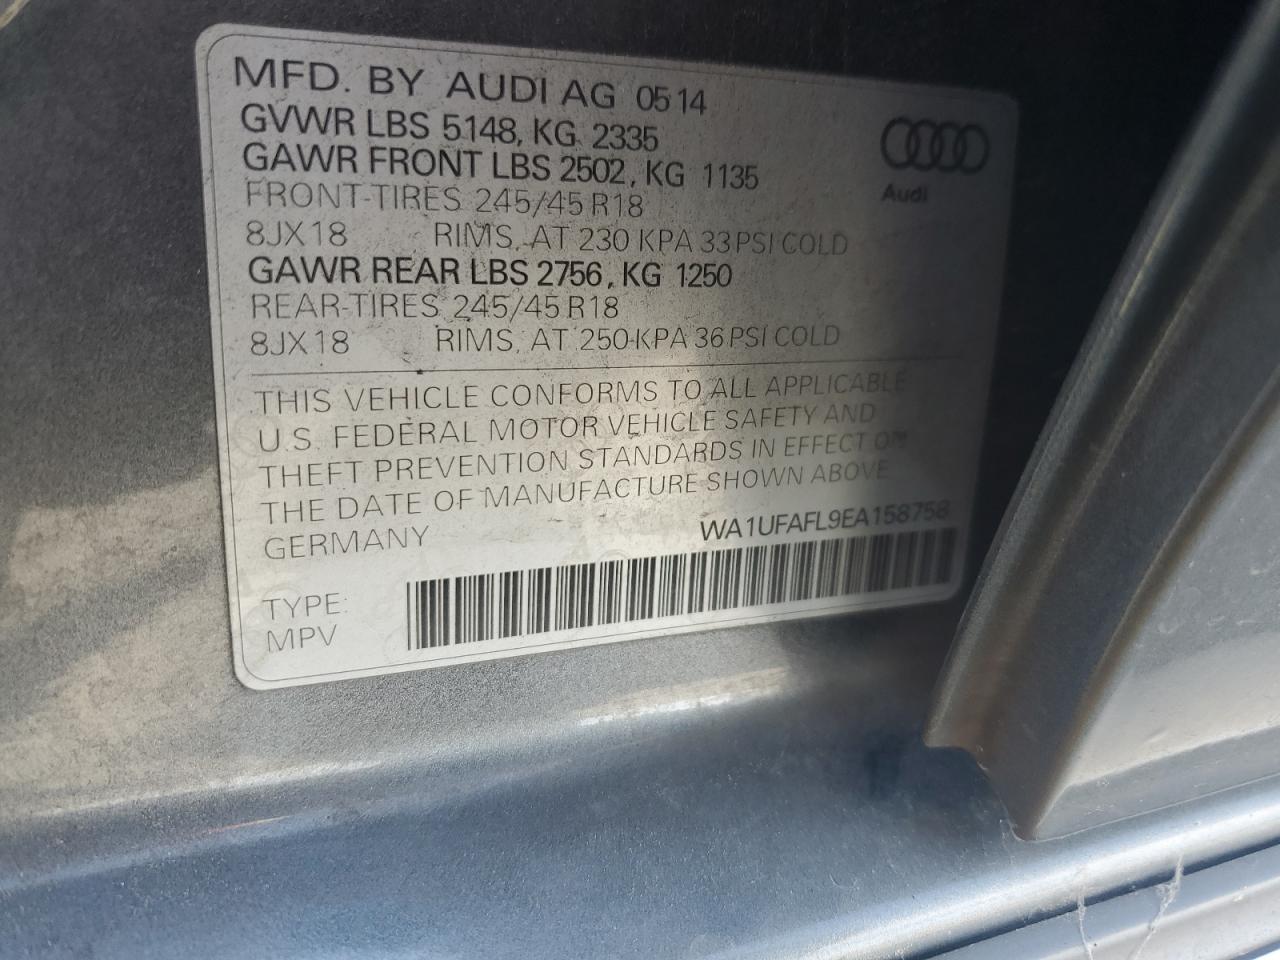 MFD. BY AUDI AG 0514
GVWR LBS 5148, KG 2335
GAWR FRONT LBS 2502, KG 1135
FRONT-TIRES 245/45 R18
8JX18 RIMS, AT 230 KPA 33 PSI COLD
GAWR REAR LBS 2756, KG 1250
REAR-TIRES 245/45 R18
8JX18 RIMS, AT 250 KPA 36 PSI COLD
Audi
THIS VEHICLE CONFORMS TO ALL APPLICABLE
U.S. FEDERAL MOTOR VEHICLE SAFETY AND
THEFT PREVENTION STANDARDS IN EFFECT ON
THE DATE OF MANUFACTURE SHOWN ABOVE
GERMANY WA1UFAFL9EA158758
TYPE:
MPV